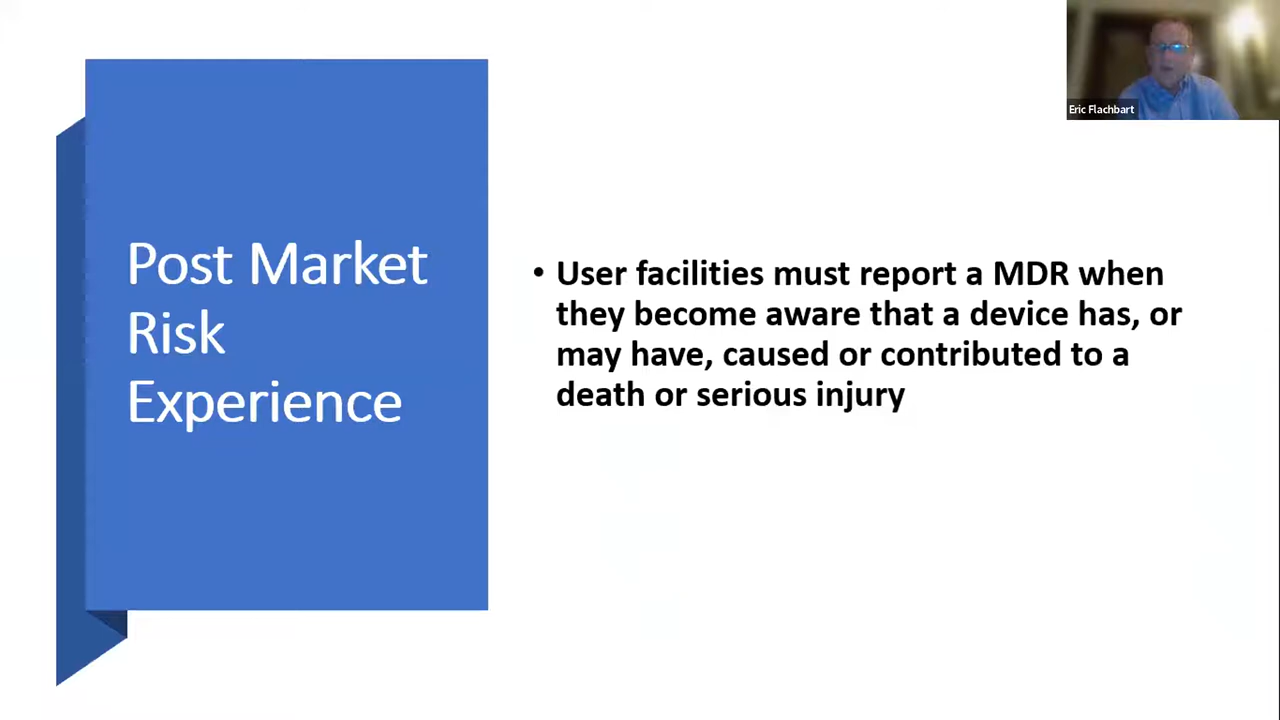 Post Market
Risk
Experience
• User facilities must report a MDR when
they become aware that a device has, or
may have, caused or contributed to a
death or serious injury
Eric Flachbart